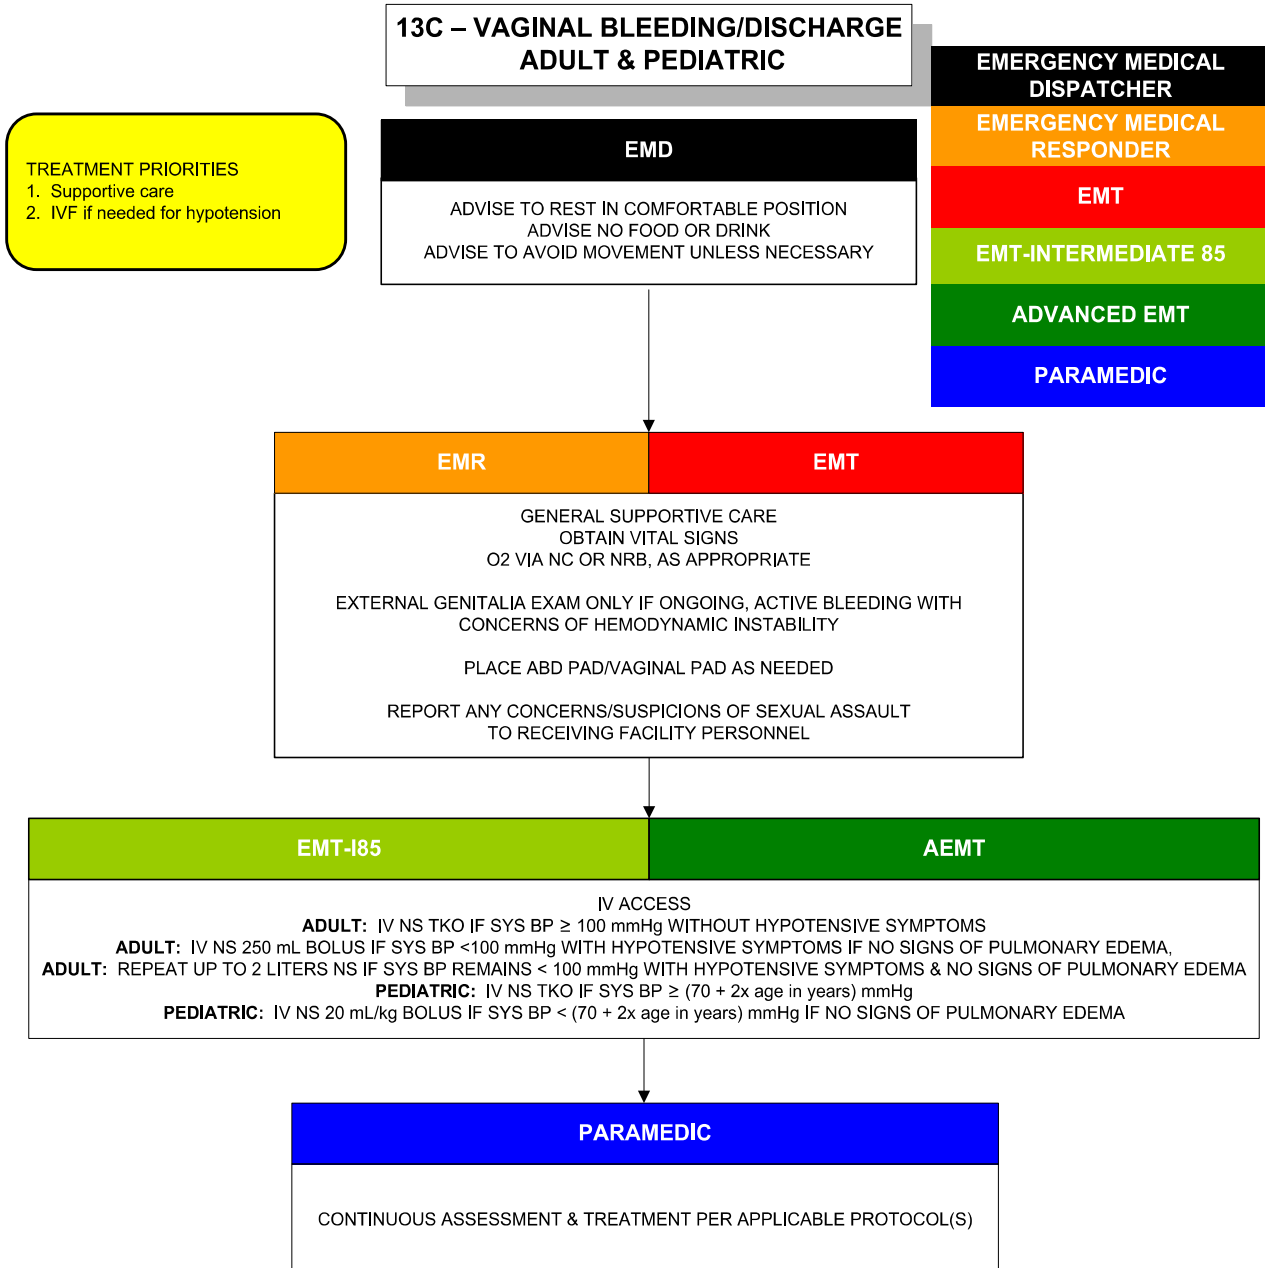 13C – VAGINAL BLEEDING/DISCHARGE
ADULT & PEDIATRIC
EMERGENCY MEDICAL
DISPATCHER
EMERGENCY MEDICAL
RESPONDER
EMT
EMT-INTERMEDIATE 85
ADVANCED EMT
PARAMEDIC
TREATMENT PRIORITIES
1. Supportive care
2. IVF if needed for hypotension
EMD
ADVISE TO REST IN COMFORTABLE POSITION
ADVISE NO FOOD OR DRINK
ADVISE TO AVOID MOVEMENT UNLESS NECESSARY
EMR
EMT
GENERAL SUPPORTIVE CARE
OBTAIN VITAL SIGNS
O2 VIA NC OR NRB, AS APPROPRIATE
EXTERNAL GENITALIA EXAM ONLY IF ONGOING, ACTIVE BLEEDING WITH
CONCERNS OF HEMODYNAMIC INSTABILITY
PLACE ABD PAD/VAGINAL PAD AS NEEDED
REPORT ANY CONCERNS/SUSPICIONS OF SEXUAL ASSAULT
TO RECEIVING FACILITY PERSONNEL
EMT-I85
AEMT
IV ACCESS
ADULT: IV NS TKO IF SYS BP ≥ 100 mmHg WITHOUT HYPOTENSIVE SYMPTOMS
ADULT: IV NS 250 mL BOLUS IF SYS BP <100 mmHg WITH HYPOTENSIVE SYMPTOMS IF NO SIGNS OF PULMONARY EDEMA,
ADULT: REPEAT UP TO 2 LITERS NS IF SYS BP REMAINS < 100 mmHg WITH HYPOTENSIVE SYMPTOMS & NO SIGNS OF PULMONARY EDEMA
PEDIATRIC: IV NS TKO IF SYS BP ≥ (70 + 2x age in years) mmHg
PEDIATRIC: IV NS 20 mL/kg BOLUS IF SYS BP < (70 + 2x age in years) mmHg IF NO SIGNS OF PULMONARY EDEMA
PARAMEDIC
CONTINUOUS ASSESSMENT & TREATMENT PER APPLICABLE PROTOCOL(S)